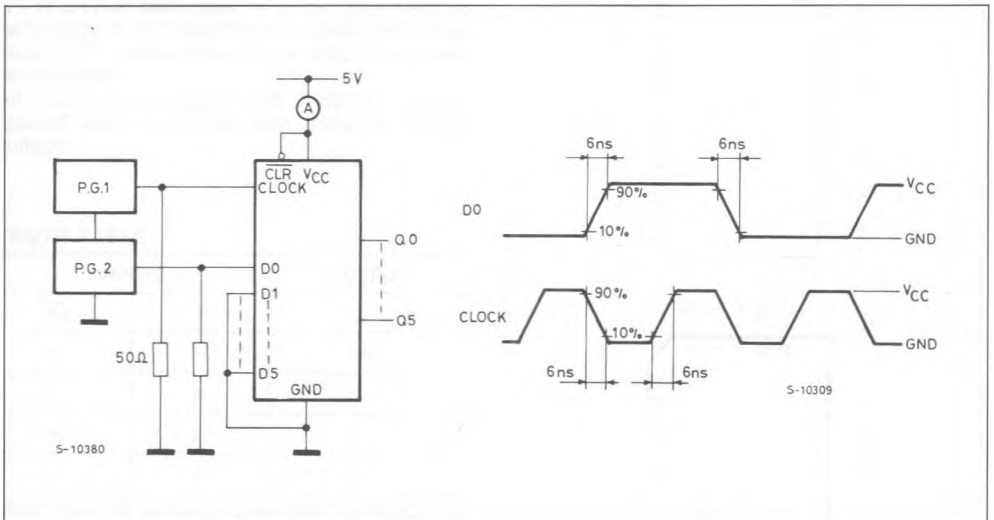 5V
A
CLR VCC
CLOCK
P.G.1
P.G.2
D0
D1
D5
Q0
Q5
50Ω
GND
S-10380
6ns 6ns
D0
90%
10%
VCC
GND
CLOCK
90%
10%
VCC
GND
6ns 6ns
S-10309